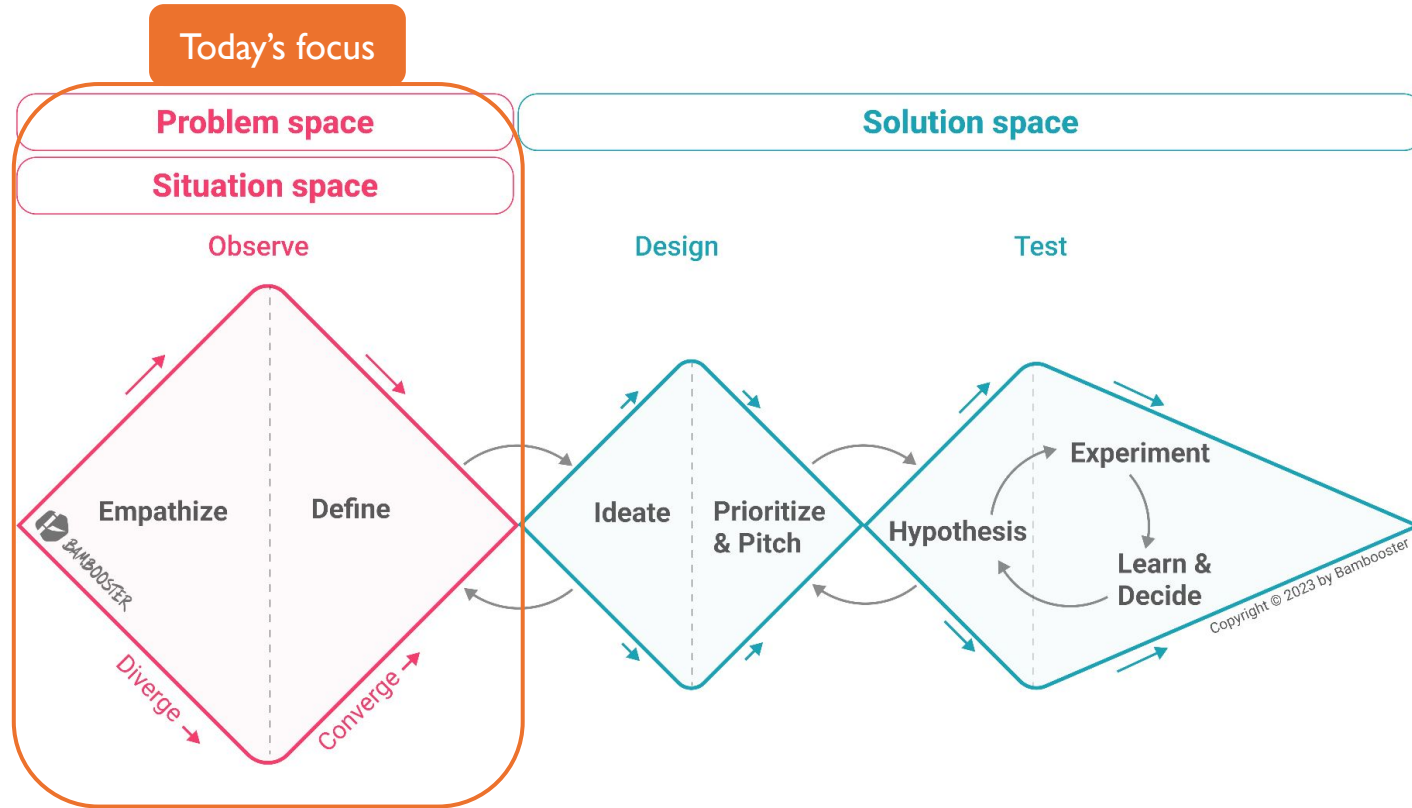 Today's focus
Problem space
Solution space
Situation space
Observe
Design
Test
Empathize
Define
Ideate
Prioritize
& Pitch
Hypothesis
Experiment
Learn &
Decide
BAMBOOSTER
Diverge
Converge
Copyright © 2023 by Bambooster